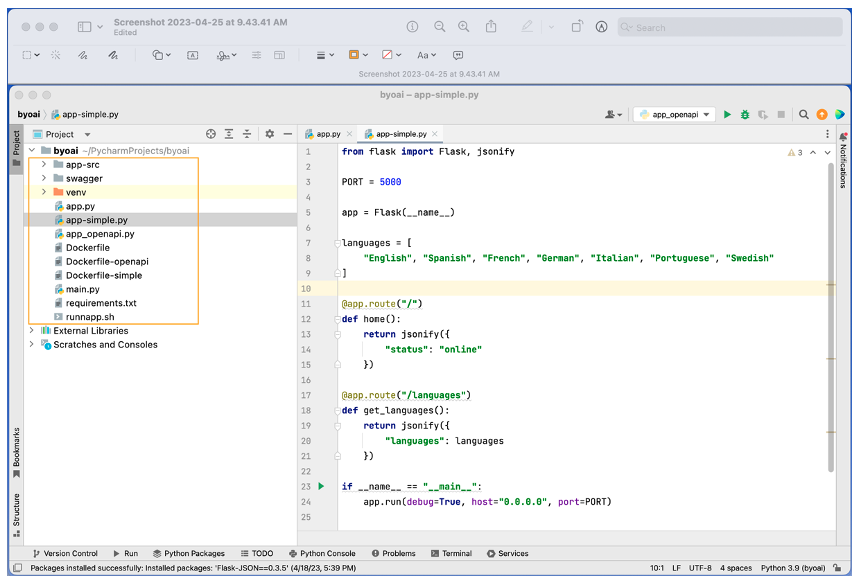 Screenshot 2023-04-25 at 9.43.41 AM
Edited
Search
Aa
Screenshot 2023-04-25 at 9.43.41 AM
byoai – app-simple.py
byoai
app-simple.py
app_openapi
Project
Project
app.py
app-simple.py
Notifications
byoai ~/PycharmProjects/byoai
app-src
swagger
venv
app.py
app-simple.py
app_openapi.py
Dockerfile
Dockerfile-openapi
Dockerfile-simple
main.py
requirements.txt
runnapp.sh
External Libraries
Scratches and Consoles
Bookmarks
Structure
3
1 from flask import Flask, jsonify
2
3 PORT = 5000
4
5 app = Flask(__name__)
6
7 languages = [
8 "English", "Spanish", "French", "German", "Italian", "Portuguese", "Swedish"
9 ]
10
11 @app.route("/")
12 def home():
13 return jsonify({
14 "status": "online"
15 })
16
17 @app.route("/languages")
18 def get_languages():
19 return jsonify({
20 "languages": languages
21 })
22
23 if __name__ == "__main__":
24 app.run(debug=True, host="0.0.0.0", port=PORT)
25
Version Control
Run
Python Packages
TODO
Python Console
Problems
Terminal
Services
Packages installed successfully: Installed packages: 'Flask-JSON==0.3.5' (4/18/23, 5:39 PM)
10:1 LF UTF-8 4 spaces Python 3.9 (byoai)